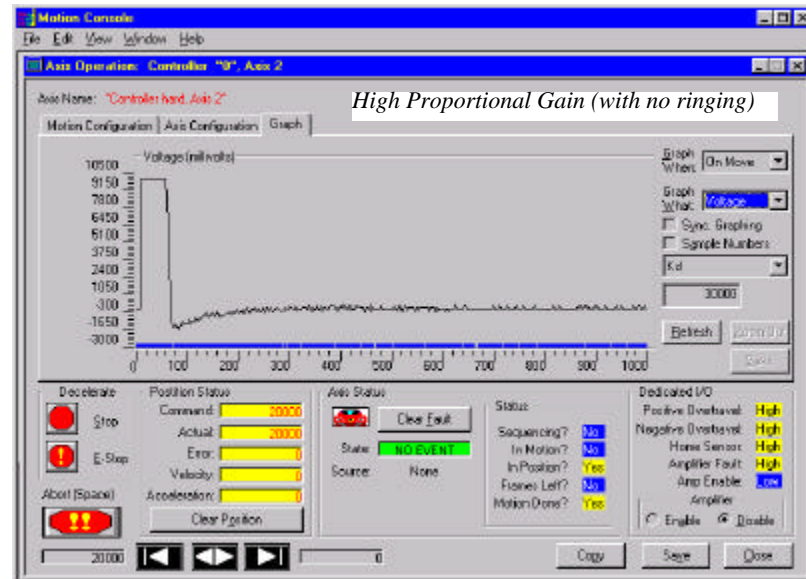 Motion Console
File Edit View Window Help
Axis Operation: Controller "0", Axis 2
Axis Name: "Controller hard, Axis 2"
High Proportional Gain (with no ringing)
Motion Configuration Axis Configuration Graph
Voltage (millivolts)
10500
9150
7800
6450
5100
3750
2400
1050
-300
-1650
-3000
0 100 200 300 400 500 600 700 800 900 1000
Graph When: On Move
Graph What: Voltage
Sync. Graphing
Sample Numbers
Kd
30000
Refresh Zoom Out
Save
Decelerate
Stop
E-Stop
Abort (Space)
Position Status
Command: 20000
Actual: 20000
Error: 0
Velocity: 0
Acceleration: 0
Clear Position
Axis Status
Clear Fault
State: NO EVENT
Source: None
Status
Sequencing? No
In Motion? No
In Position? Yes
Frames Left? No
Motion Done? Yes
Dedicated I/O
Positive Overtravel: High
Negative Overtravel: High
Home Sensor: High
Amplifier Fault: High
Amp Enable: Low
Amplifier
Enable Disable
20000 0
Copy Save Close